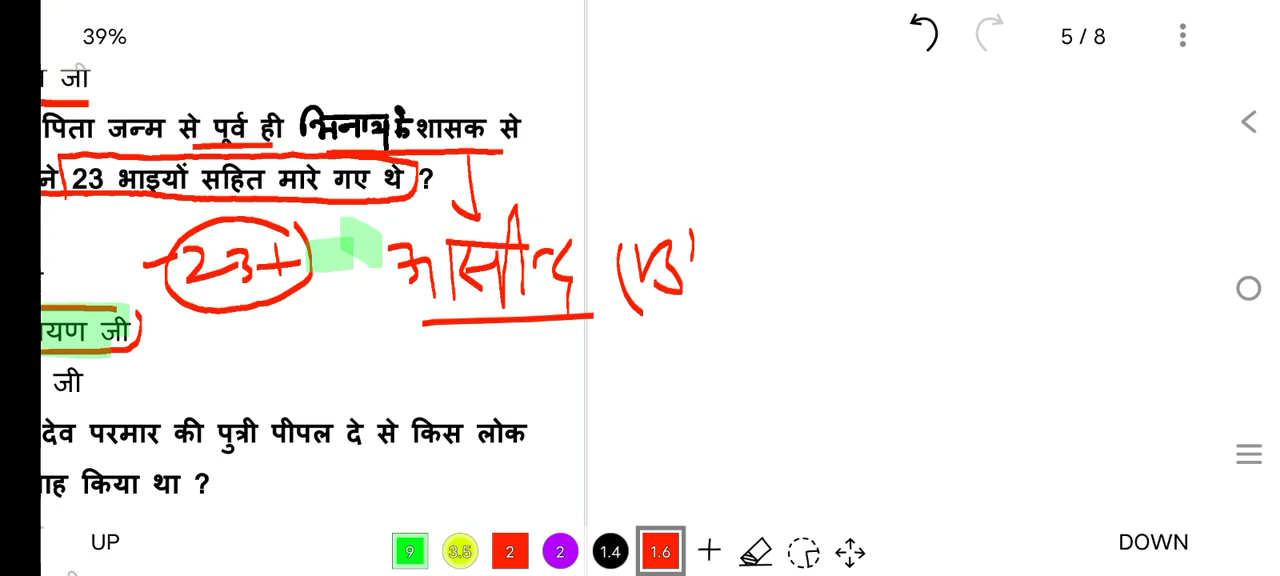 39%
5 / 8
जी
पिता जन्म से पूर्व ही भिनाय के शासक से
ने 23 भाइयों सहित मारे गए थे ?
23+
(B
यण जी
जी
देव परमार की पुत्री पीपल दे से किस लोक
ाह किया था ?
UP
9
3.5
2
2
1.4
1.6
DOWN